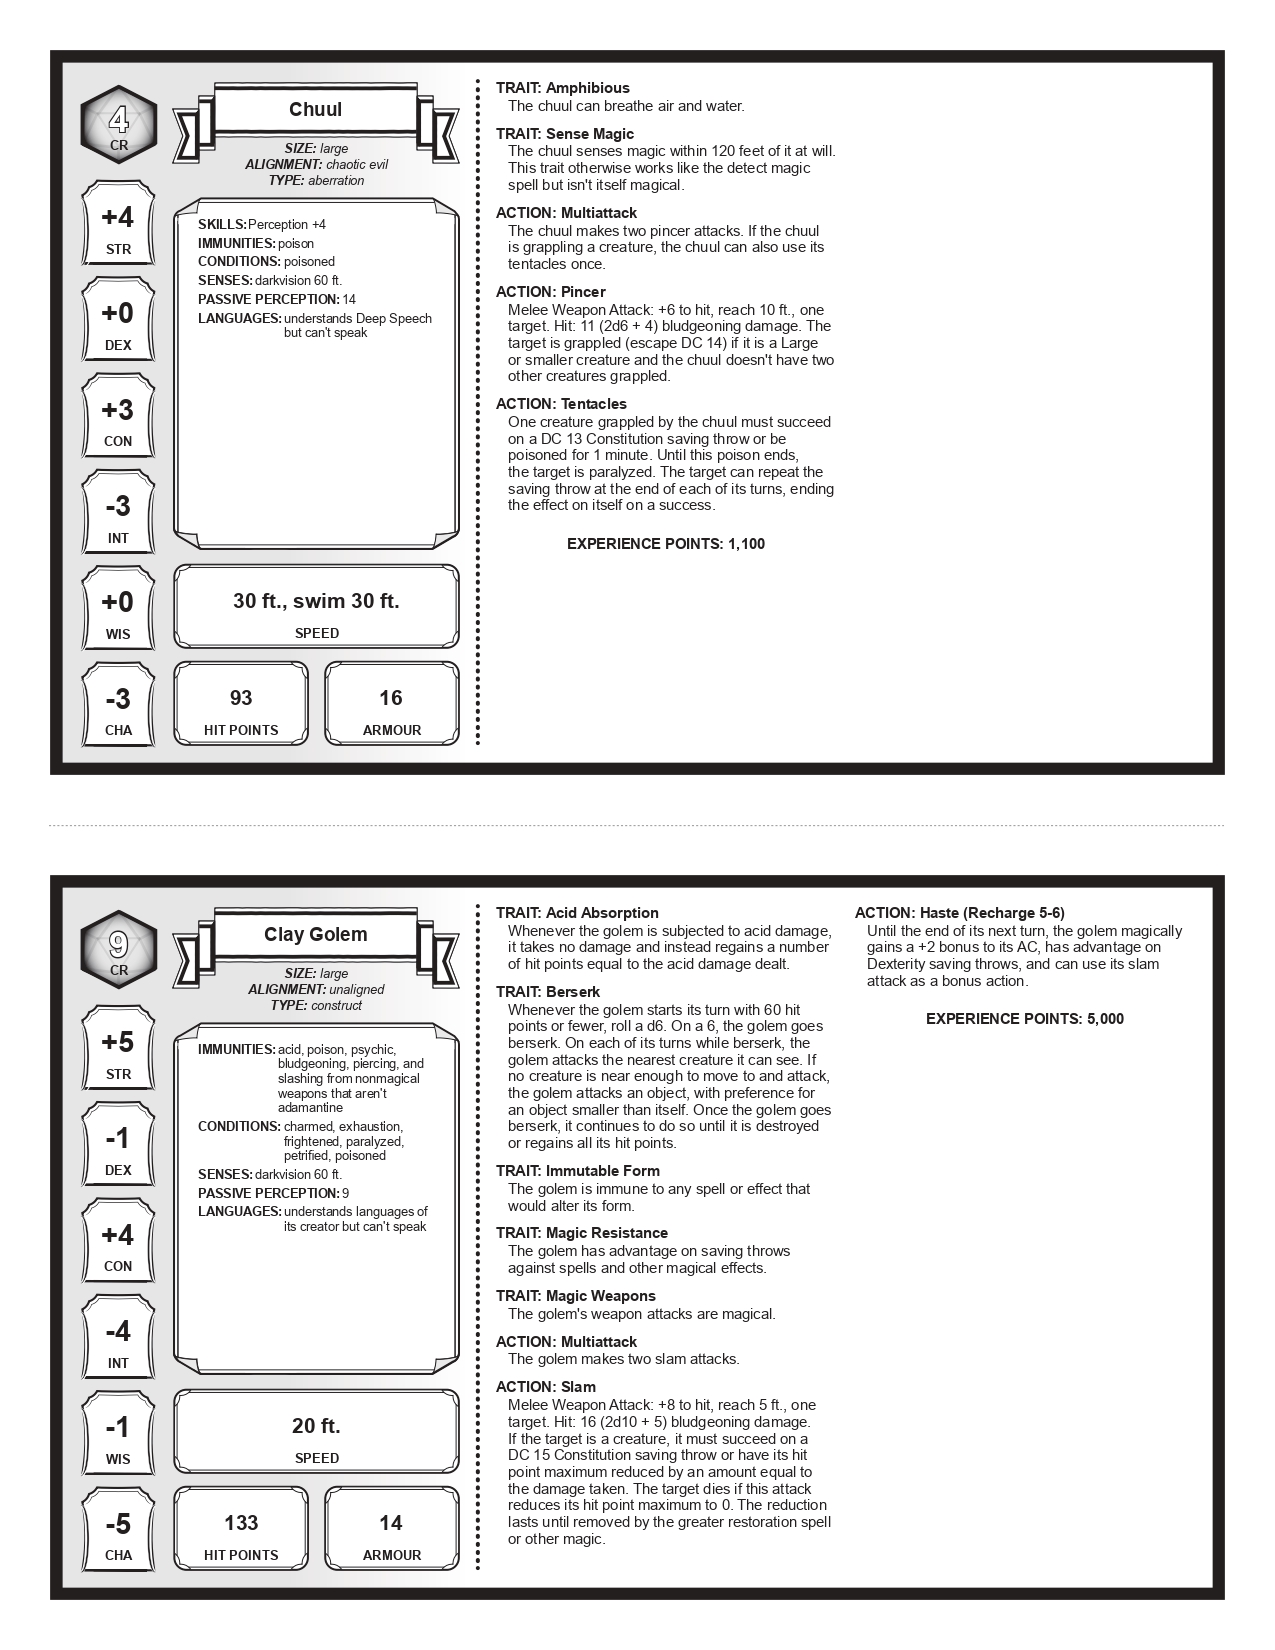 4
CR
Chuul
SIZE: large
ALIGNMENT: chaotic evil
TYPE: aberration
+4
STR
+0
DEX
+3
CON
-3
INT
+0
WIS
-3
CHA
SKILLS: Perception +4
IMMUNITIES: poison
CONDITIONS: poisoned
SENSES: darkvision 60 ft.
PASSIVE PERCEPTION: 14
LANGUAGES: understands Deep Speech
but can't speak
30 ft., swim 30 ft.
SPEED
93
HIT POINTS
16
ARMOUR
TRAIT: Amphibious
The chuul can breathe air and water.
TRAIT: Sense Magic
The chuul senses magic within 120 feet of it at will.
This trait otherwise works like the detect magic
spell but isn't itself magical.
ACTION: Multiattack
The chuul makes two pincer attacks. If the chuul
is grappling a creature, the chuul can also use its
tentacles once.
ACTION: Pincer
Melee Weapon Attack: +6 to hit, reach 10 ft., one
target. Hit: 11 (2d6 + 4) bludgeoning damage. The
target is grappled (escape DC 14) if it is a Large
or smaller creature and the chuul doesn't have two
other creatures grappled.
ACTION: Tentacles
One creature grappled by the chuul must succeed
on a DC 13 Constitution saving throw or be
poisoned for 1 minute. Until this poison ends,
the target is paralyzed. The target can repeat the
saving throw at the end of each of its turns, ending
the effect on itself on a success.
EXPERIENCE POINTS: 1,100
9
CR
Clay Golem
SIZE: large
ALIGNMENT: unaligned
TYPE: construct
+5
STR
-1
DEX
+4
CON
-4
INT
-1
WIS
-5
CHA
IMMUNITIES: acid, poison, psychic,
bludgeoning, piercing, and
slashing from nonmagical
weapons that aren't
adamantine
CONDITIONS: charmed, exhaustion,
frightened, paralyzed,
petrified, poisoned
SENSES: darkvision 60 ft.
PASSIVE PERCEPTION: 9
LANGUAGES: understands languages of
its creator but can't speak
20 ft.
SPEED
133
HIT POINTS
14
ARMOUR
TRAIT: Acid Absorption
Whenever the golem is subjected to acid damage,
it takes no damage and instead regains a number
of hit points equal to the acid damage dealt.
TRAIT: Berserk
Whenever the golem starts its turn with 60 hit
points or fewer, roll a d6. On a 6, the golem goes
berserk. On each of its turns while berserk, the
golem attacks the nearest creature it can see. If
no creature is near enough to move to and attack,
the golem attacks an object, with preference for
an object smaller than itself. Once the golem goes
berserk, it continues to do so until it is destroyed
or regains all its hit points.
TRAIT: Immutable Form
The golem is immune to any spell or effect that
would alter its form.
TRAIT: Magic Resistance
The golem has advantage on saving throws
against spells and other magical effects.
TRAIT: Magic Weapons
The golem's weapon attacks are magical.
ACTION: Multiattack
The golem makes two slam attacks.
ACTION: Slam
Melee Weapon Attack: +8 to hit, reach 5 ft., one
target. Hit: 16 (2d10 + 5) bludgeoning damage.
If the target is a creature, it must succeed on a
DC 15 Constitution saving throw or have its hit
point maximum reduced by an amount equal to
the damage taken. The target dies if this attack
reduces its hit point maximum to 0. The reduction
lasts until removed by the greater restoration spell
or other magic.
ACTION: Haste (Recharge 5-6)
Until the end of its next turn, the golem magically
gains a +2 bonus to its AC, has advantage on
Dexterity saving throws, and can use its slam
attack as a bonus action.
EXPERIENCE POINTS: 5,000